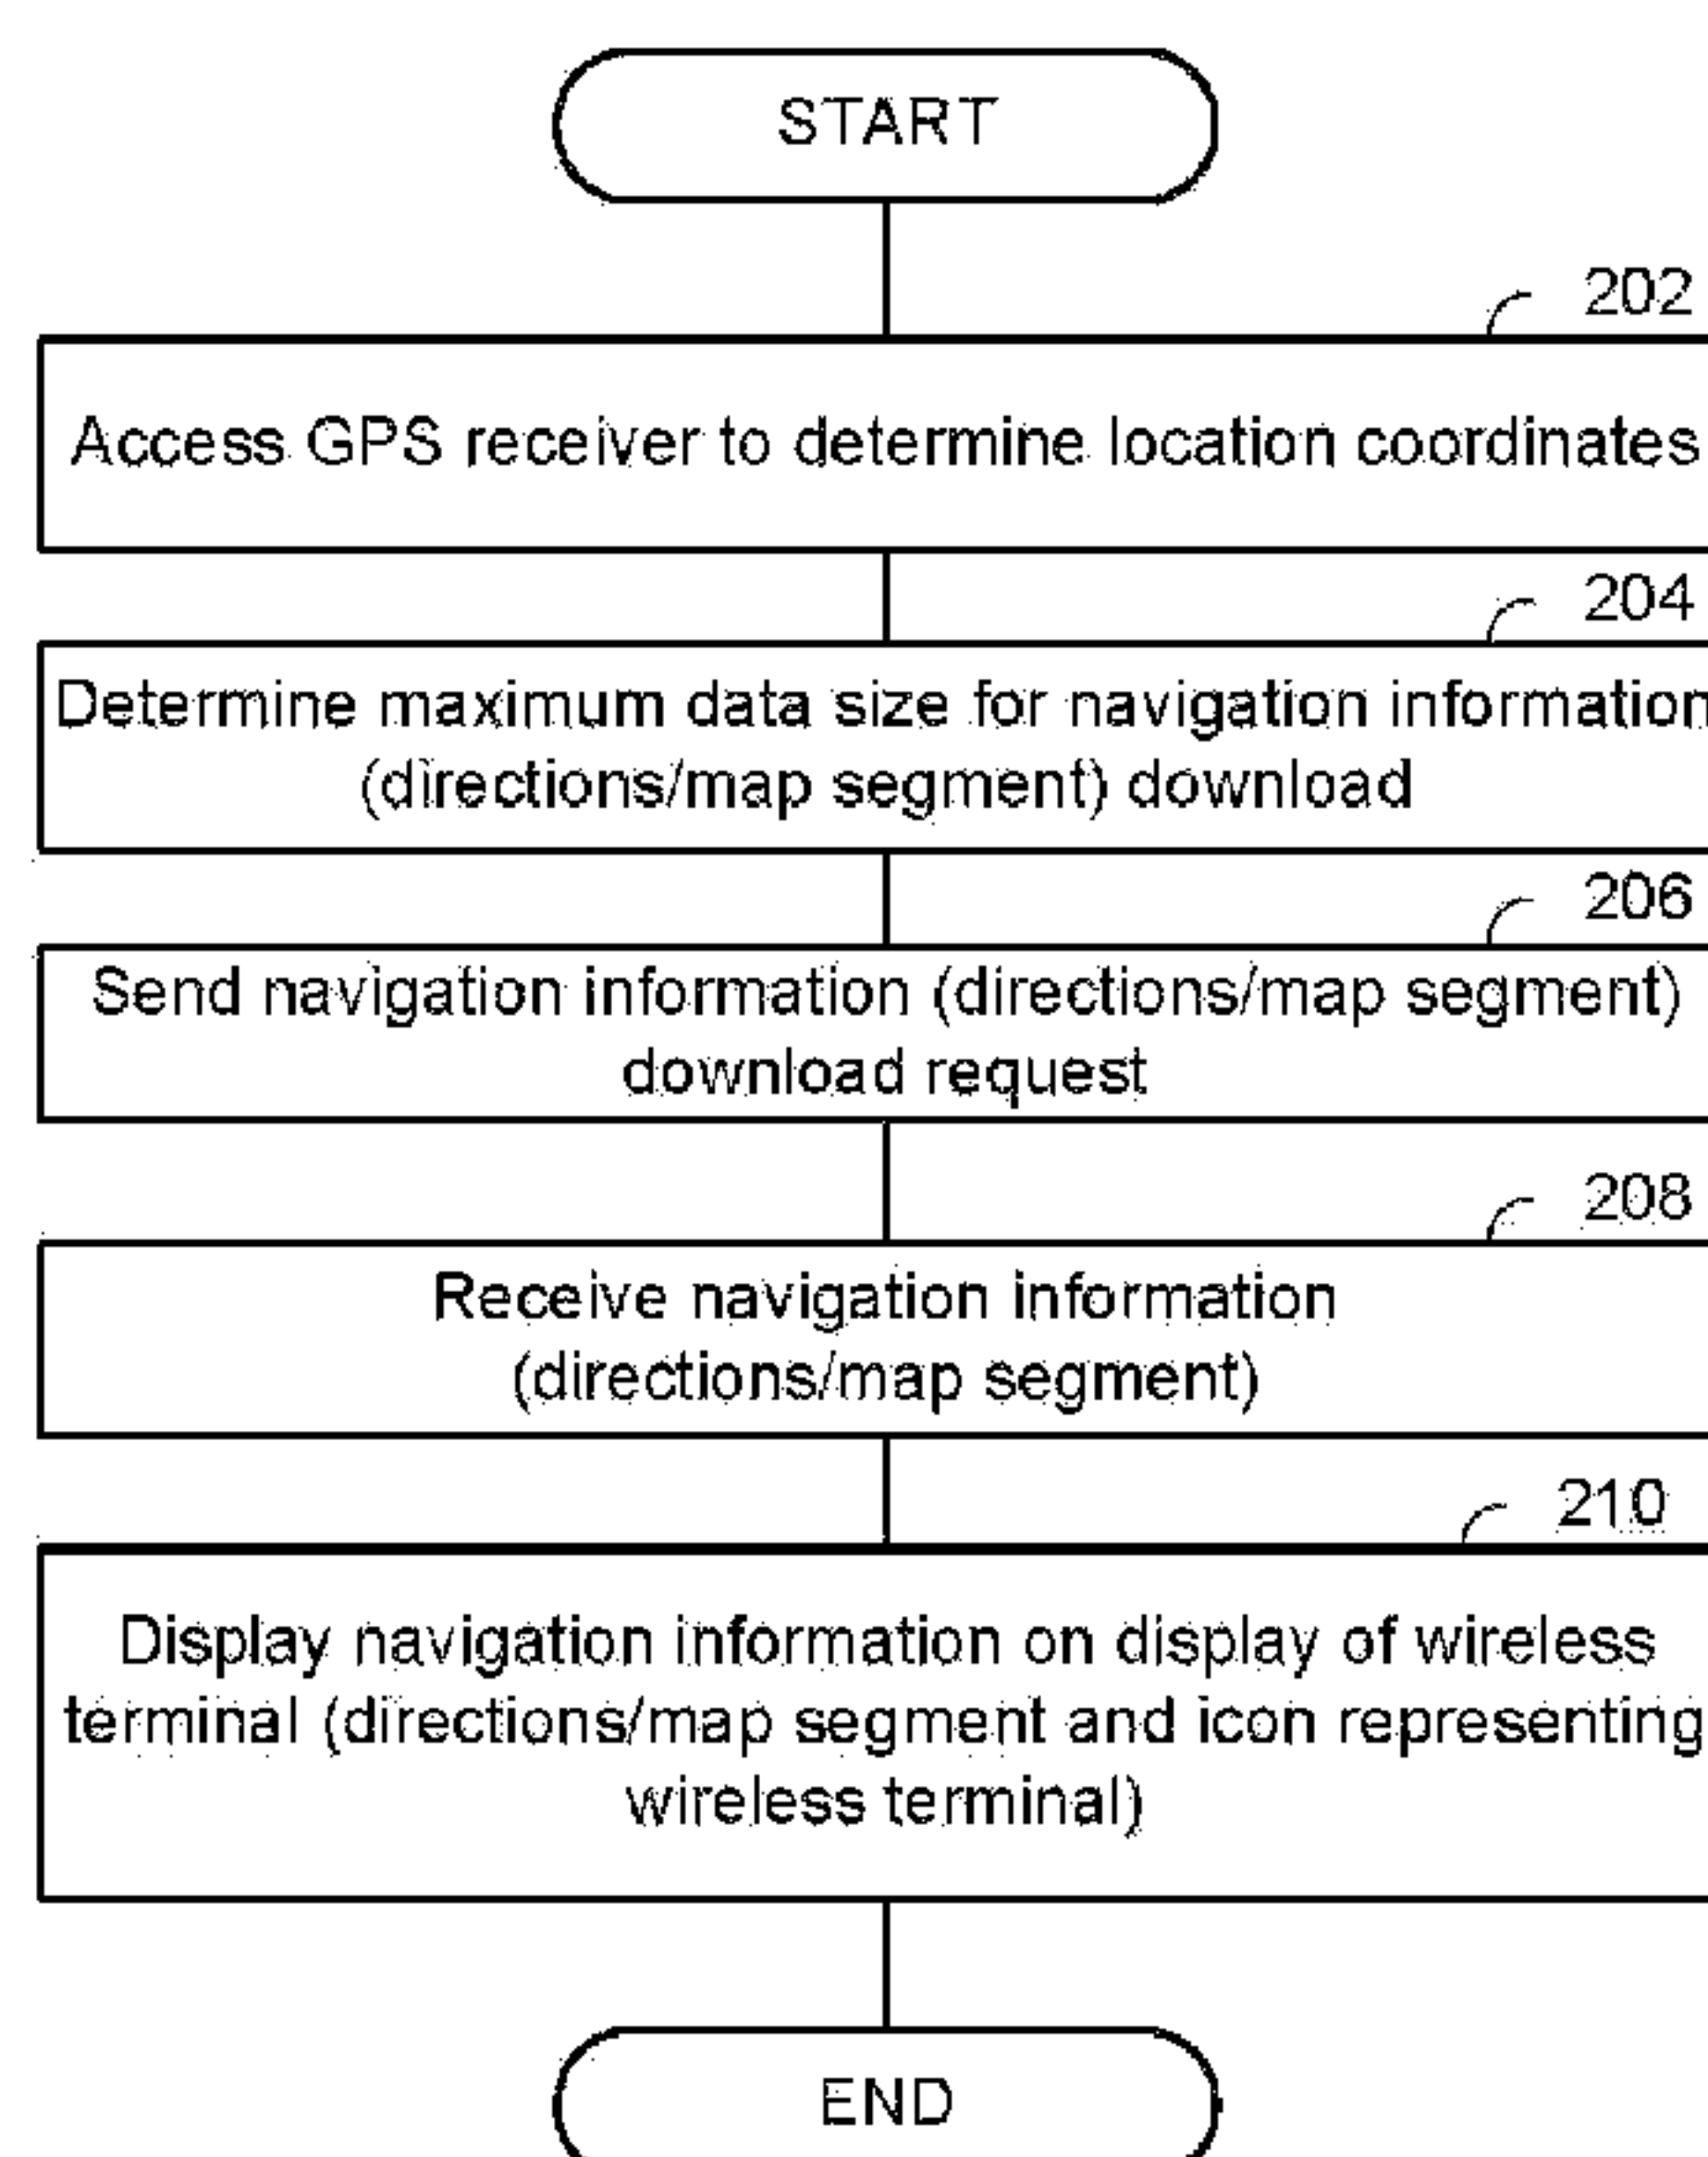 START
202
Access GPS receiver to determine location coordinates
204
Determine maximum data size for navigation information
(directions/map segment) download
206
Send navigation information (directions/map segment)
download request
208
Receive navigation information
(directions/map segment)
210
Display navigation information on display of wireless
terminal (directions/map segment and icon representing
wireless terminal)
END